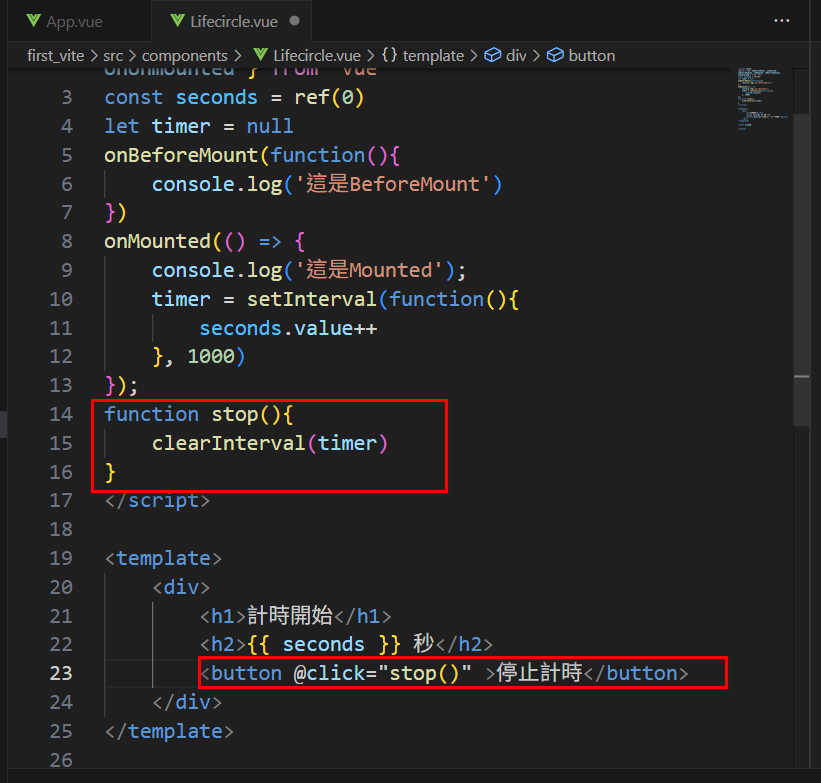 App.vue
Lifecircle.vue ●
...
first_vite > src > components > Lifecircle.vue > {} template > div > button
3 const seconds = ref(0)
4 let timer = null
5 onBeforeMount(function(){
6 console.log('這是BeforeMount')
7 })
8 onMounted(() => {
9 console.log('這是Mounted');
10 timer = setInterval(function(){
11 seconds.value++
12 }, 1000)
13 });
14 function stop(){
15 clearInterval(timer)
16 }
17 </script>
18
19 <template>
20 <div>
21 <h1>計時開始</h1>
22 <h2>{{ seconds }} 秒</h2>
23 <button @click="stop()" >停止計時</button>
24 </div>
25 </template>
26